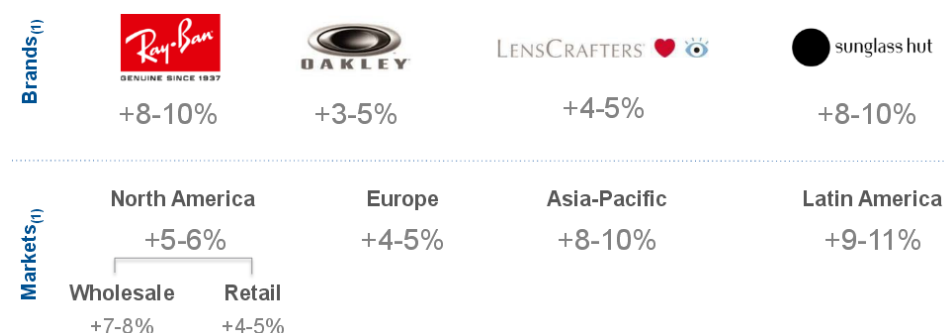 Brands(1)
Ray-Ban
GENUINE SINCE 1937
OAKLEY
LENSCRAFTERS
sunglass hut
+8-10%
+3-5%
+4-5%
+8-10%
Markets(1)
North America
Europe
Asia-Pacific
Latin America
+5-6%
+4-5%
+8-10%
+9-11%
Wholesale
Retail
+7-8%
+4-5%